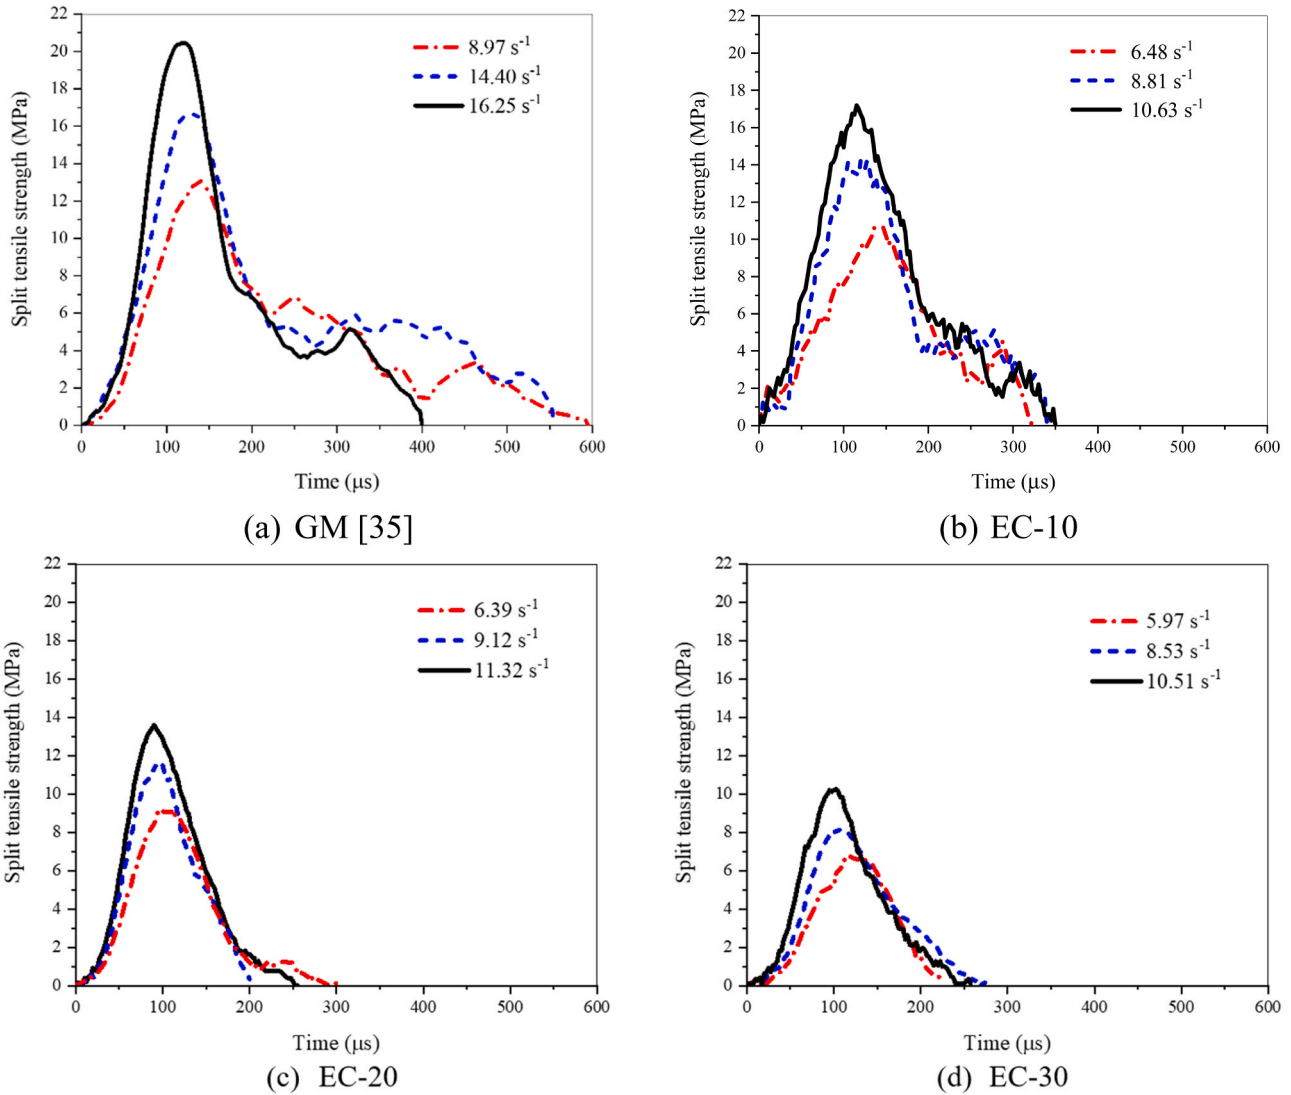 22
20
18
16
14
12
10
8
6
4
2
0
Split tensile strength (MPa)
8.97 s-1
14.40 s-1
16.25 s-1
0 100 200 300 400 500 600
Time (μs)
(a) GM [35]
22
20
18
16
14
12
10
8
6
4
2
0
Split tensile strength (MPa)
6.48 s-1
8.81 s-1
10.63 s-1
0 100 200 300 400 500 600
Time (μs)
(b) EC-10
22
20
18
16
14
12
10
8
6
4
2
0
Split tensile strength (MPa)
6.39 s-1
9.12 s-1
11.32 s-1
0 100 200 300 400 500 600
Time (μs)
(c) EC-20
22
20
18
16
14
12
10
8
6
4
2
0
Split tensile strength (MPa)
5.97 s-1
8.53 s-1
10.51 s-1
0 100 200 300 400 500 600
Time (μs)
(d) EC-30